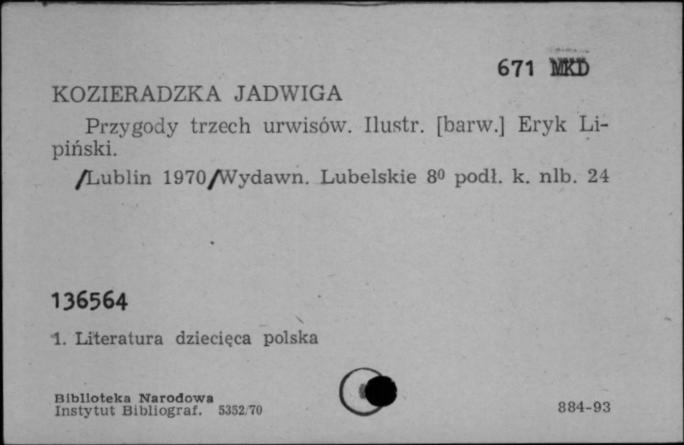 671 MKD
KOZIERADZKA JADWIGA
Przygody trzech urwisów. Ilustr. [barw.] Eryk Li-
piński.
/Lublin 1970/Wydawn. Lubelskie 8⁰ podł. k. nlb. 24
136564
1. Literatura dziecięca polska
Biblioteka Narodowa
Instytut Bibliograf. 5352/70
884-93